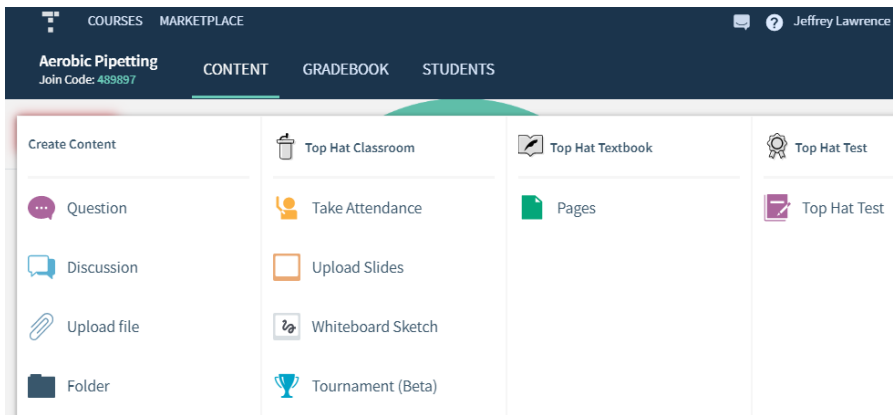 COURSES MARKETPLACE
Jeffrey Lawrence
Aerobic Pipetting
Join Code: 489897
CONTENT GRADEBOOK STUDENTS
Create Content
Question
Discussion
Upload file
Folder
Top Hat Classroom
Take Attendance
Upload Slides
Whiteboard Sketch
Tournament (Beta)
Top Hat Textbook
Pages
Top Hat Test
Top Hat Test